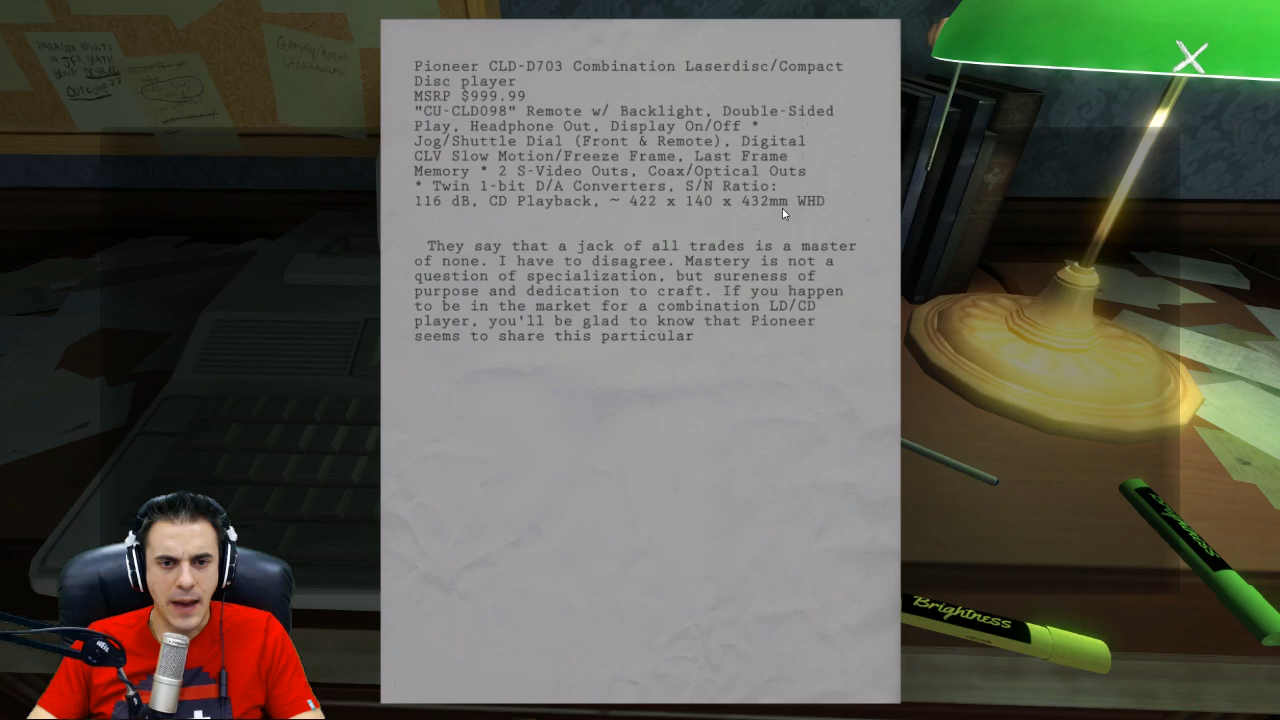 Pioneer CLD-D703 Combination Laserdisc/Compact
Disc player
MSRP $999.99
"CU-CLD098" Remote w/ Backlight, Double-Sided
Play, Headphone Out, Display On/Off *
Jog/Shuttle Dial (Front & Remote), Digital
CLV Slow Motion/Freeze Frame, Last Frame
Memory * 2 S-Video Outs, Coax/Optical Outs
* Twin 1-bit D/A Converters, S/N Ratio:
116 dB, CD Playback, ~ 422 x 140 x 432mm WHD
They say that a jack of all trades is a master
of none. I have to disagree. Mastery is not a
question of specialization, but sureness of
purpose and dedication to craft. If you happen
to be in the market for a combination LD/CD
player, you'll be glad to know that Pioneer
seems to share this particular
Brightness
Brightness